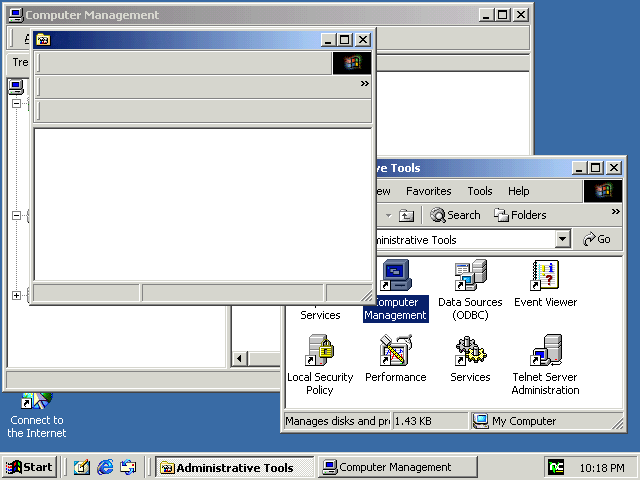 Computer Management
Tre
ve Tools
ew Favorites Tools Help
»
Search Folders »
ministrative Tools Go
Services
Computer
Management
Data Sources
(ODBC)
Event Viewer
Local Security
Policy
Performance
Services
Telnet Server
Administration
Manages disks and pr 1.43 KB My Computer
Connect to
the Internet
Start Administrative Tools Computer Management 10:18 PM